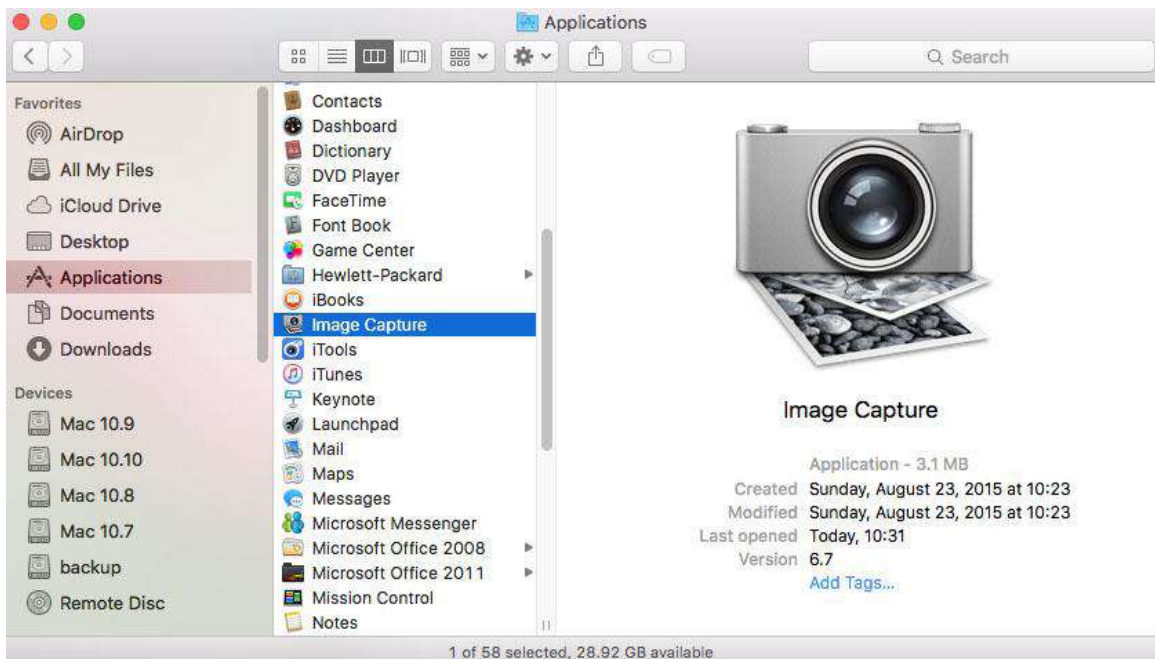 Applications
Search
Favorites
AirDrop
All My Files
iCloud Drive
Desktop
Applications
Documents
Downloads
Devices
Mac 10.9
Mac 10.10
Mac 10.8
Mac 10.7
backup
Remote Disc
Contacts
Dashboard
Dictionary
DVD Player
FaceTime
Font Book
Game Center
Hewlett-Packard
iBooks
Image Capture
iTools
iTunes
Keynote
Launchpad
Mail
Maps
Messages
Microsoft Messenger
Microsoft Office 2008
Microsoft Office 2011
Mission Control
Notes
Image Capture
Application - 3.1 MB
Created Sunday, August 23, 2015 at 10:23
Modified Sunday, August 23, 2015 at 10:23
Last opened Today, 10:31
Version 6.7
Add Tags...
1 of 58 selected, 28.92 GB available